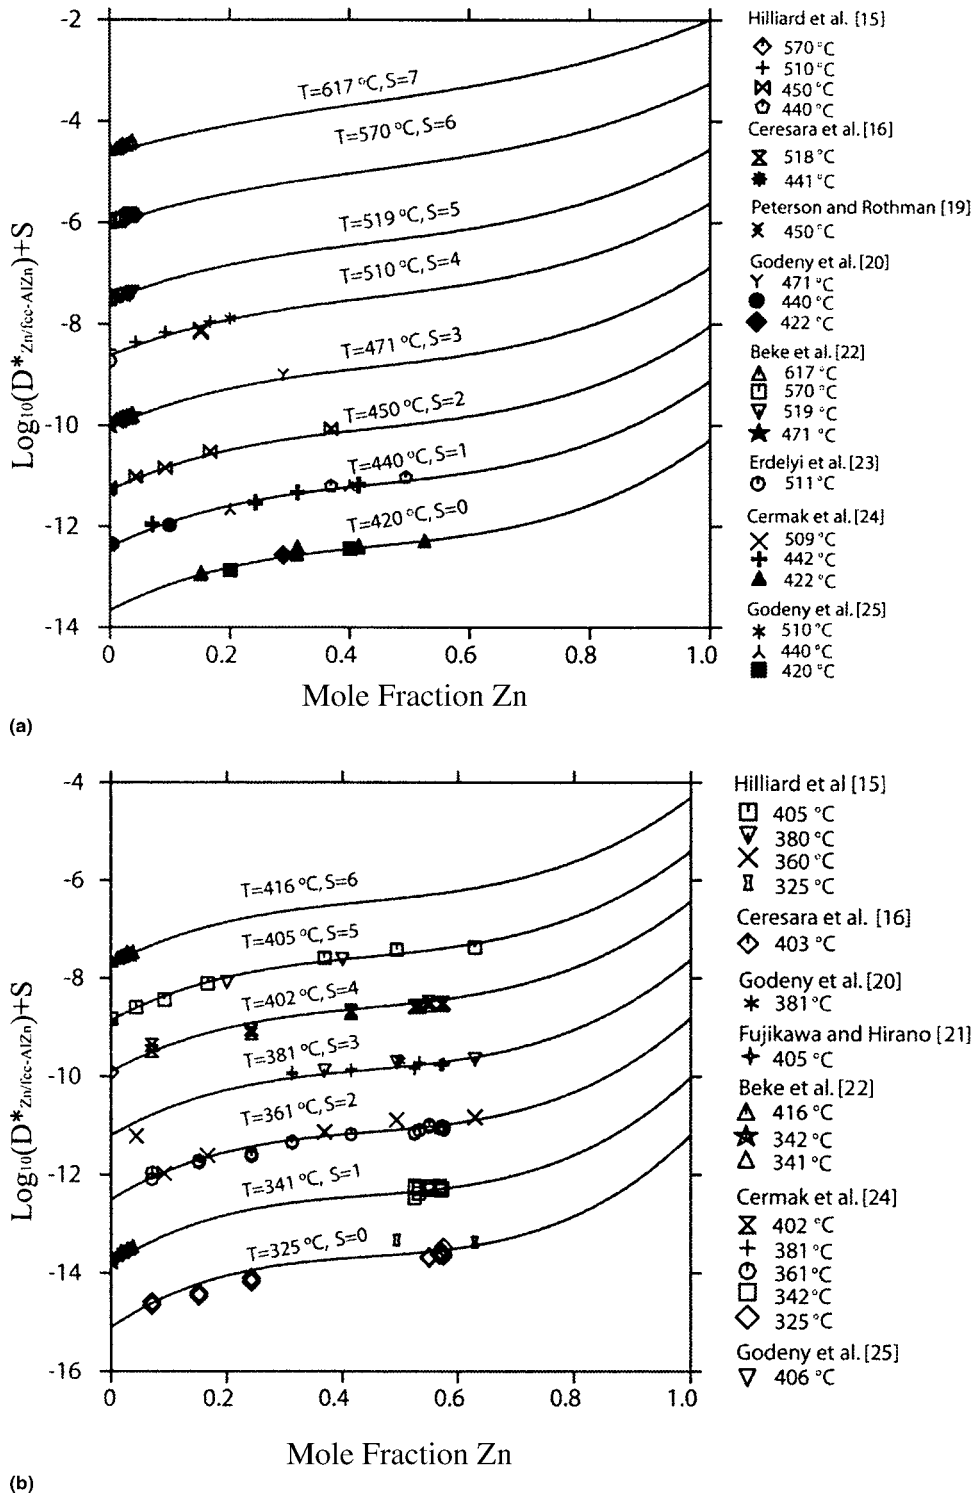 (a)
Log10(D*Zn/fcc-AlZn)+S
-2
-4
-6
-8
-10
-12
-14
T=617 °C, S=7
T=570 °C, S=6
T=519 °C, S=5
T=510 °C, S=4
T=471 °C, S=3
T=450 °C, S=2
T=440 °C, S=1
T=420 °C, S=0
0 0.2 0.4 0.6 0.8 1.0
Mole Fraction Zn
Hilliard et al. [15]
570 °C
510 °C
450 °C
440 °C
Ceresara et al. [16]
518 °C
441 °C
Peterson and Rothman [19]
450 °C
Godeny et al. [20]
471 °C
440 °C
422 °C
Beke et al. [22]
617 °C
570 °C
519 °C
471 °C
Erdelyi et al. [23]
511 °C
Cermak et al. [24]
509 °C
442 °C
422 °C
Godeny et al. [25]
510 °C
440 °C
420 °C
(b)
Log10(D*Zn/fcc-AlZn)+S
-4
-6
-8
-10
-12
-14
-16
T=416 °C, S=6
T=405 °C, S=5
T=402 °C, S=4
T=381 °C, S=3
T=361 °C, S=2
T=341 °C, S=1
T=325 °C, S=0
0 0.2 0.4 0.6 0.8 1.0
Mole Fraction Zn
Hilliard et al [15]
405 °C
380 °C
360 °C
325 °C
Ceresara et al. [16]
403 °C
Godeny et al. [20]
381 °C
Fujikawa and Hirano [21]
405 °C
Beke et al. [22]
416 °C
342 °C
341 °C
Cermak et al. [24]
402 °C
381 °C
361 °C
342 °C
325 °C
Godeny et al. [25]
406 °C